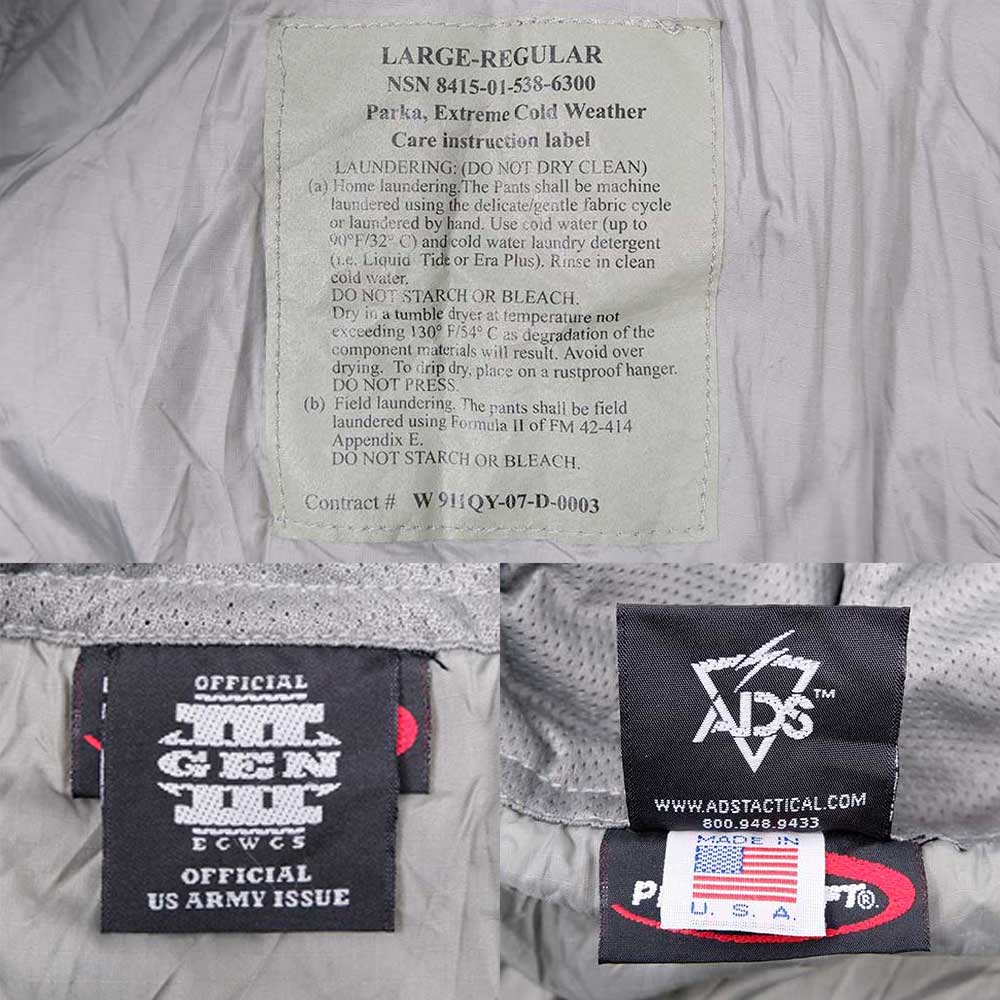 LARGE-REGULAR
NSN 8415-01-538-6300
Parka, Extreme Cold Weather
Care instruction label
LAUNDERING: (DO NOT DRY CLEAN)
(a) Home laundering.The Pants shall be machine
laundered using the delicate/gentle fabric cycle
or laundered by hand. Use cold water (up to
90°F/32° C) and cold water laundry detergent
(i.e. Liquid Tide or Era Plus). Rinse in clean
cold water.
DO NOT STARCH OR BLEACH.
Dry in a tumble dryer at temperature not
exceeding 130° F/54° C as degradation of the
component materials will result. Avoid over
drying. To drip dry, place on a rustproof hanger.
DO NOT PRESS.
(b) Field laundering. The pants shall be field
laundered using Formula II of FM 42-414
Appendix E.
DO NOT STARCH OR BLEACH.
Contract # W 911QY-07-D-0003
OFFICIAL
III
GEN
III
ECWCS
OFFICIAL
US ARMY ISSUE
ADS™
WWW.ADSTACTICAL.COM
800.948.9433
MADE IN
U.S.A.